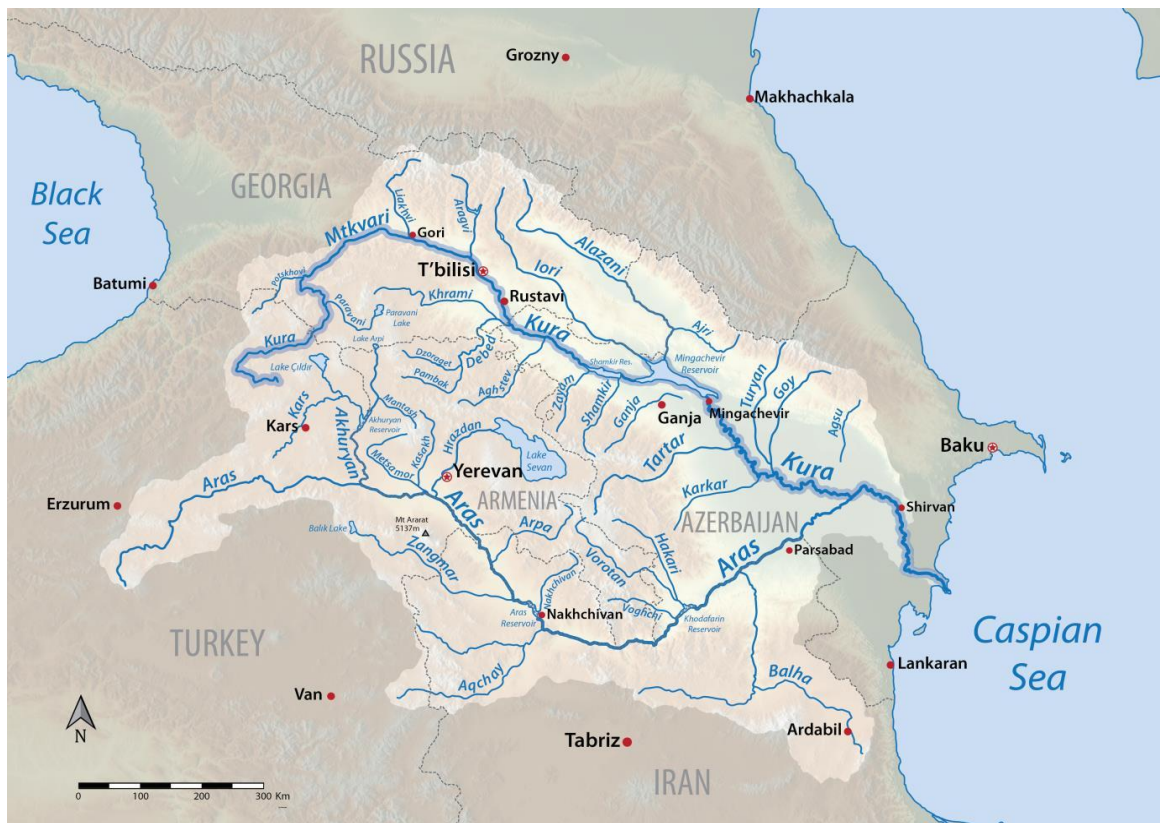 RUSSIA
Grozny
Makhachkala
Black
Sea
GEORGIA
Liakhvi
Aragvi
Mtkvari
Gori
Alazani
Iori
T'bilisi
Potskhovi
Batumi
Khrami
Rustavi
Paravani
Paravani
Lake
Kura
Kura
Ajri
Lake Arpi
Debed
Dzoraget
Shamkir Res.
Mingachevir
Reservoir
Lake Çıldır
Pambak
Aghstev
Zayam
Shamkir
Ganja
Turyan
Goy
Agsu
Kars
Mantash
Ganja
Mingachevir
Akhuryan
Reservoir
Kars
Akhuryan
Kasakh
Hrazdan
Lake
Sevan
Tartar
Baku
Metsamor
Yerevan
Kura
Aras
Karkar
Erzurum
Aras
ARMENIA
AZERBAIJAN
Shirvan
Mt Ararat
5137m
Balık Lake
Arpa
Hakari
Aras
Parsabad
Zangmar
Vorotan
Nakhchivan
Aras
Reservoir
Nakhchivan
Voghchi
Khodafarin
Reservoir
TURKEY
Caspian
Sea
Lankaran
Aqchay
Balha
Van
N
Ardabil
Tabriz
IRAN
0 100 200 300 Km